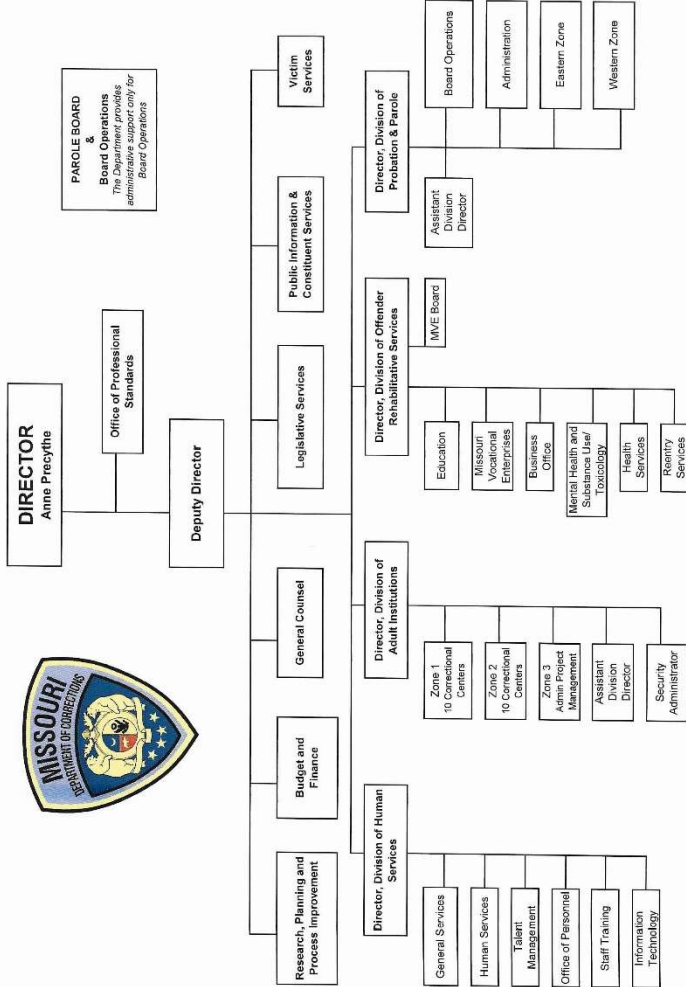 MISSOURI
DEPARTMENT OF CORRECTIONS
DIRECTOR
Anne Precythe
Office of Professional
Standards
PAROLE BOARD
&
Board Operations
The Department provides
administrative support only for
Board Operations
Deputy Director
Research, Planning and
Process Improvement
Budget and
Finance
General Counsel
Legislative Services
Public Information &
Constituent Services
Victim
Services
Director, Division of Human
Services
General Services
Human Services
Talent
Management
Office of Personnel
Staff Training
Information
Technology
Director, Division of
Adult Institutions
Zone 1
10 Correctional
Centers
Zone 2
10 Correctional
Centers
Zone 3
Admin Project
Management
Assistant
Division
Director
Security
Administrator
Director, Division of Offender
Rehabilitative Services
MVE Board
Education
Missouri
Vocational
Enterprises
Business
Office
Mental Health and
Substance Use/
Toxicology
Health
Services
Reentry
Services
Director, Division of
Probation & Parole
Assistant
Division
Director
Board Operations
Administration
Eastern Zone
Western Zone